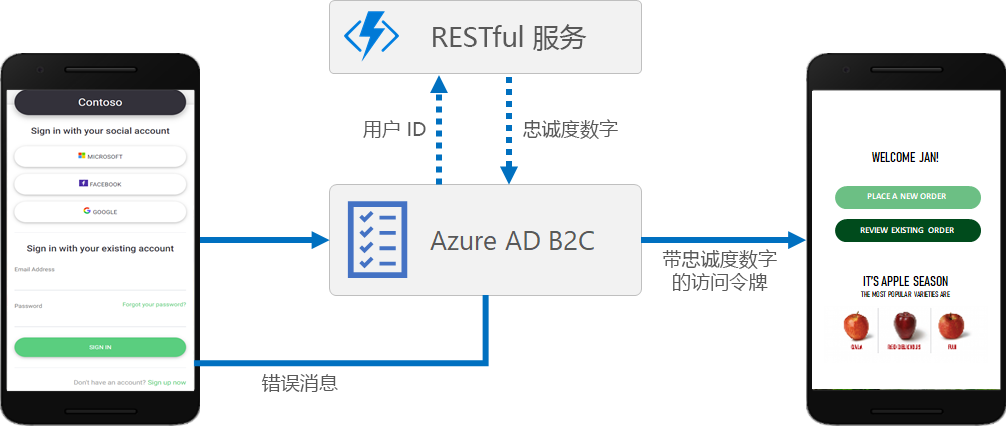 RESTful 服务
用户 ID
忠诚度数字
Azure AD B2C
带忠诚度数字
的访问令牌
错误消息
Contoso
Sign in with your social account
MICROSOFT
FACEBOOK
GOOGLE
Sign in with your existing account
Email Address
Password
Forgot your password?
SIGN IN
Don't have an account? Sign up now
WELCOME JAN!
PLACE A NEW ORDER
REVIEW EXISTING ORDER
IT'S APPLE SEASON
THE MOST POPULAR VARIETIES ARE
GALA
RED DELICIOUS
FUJI